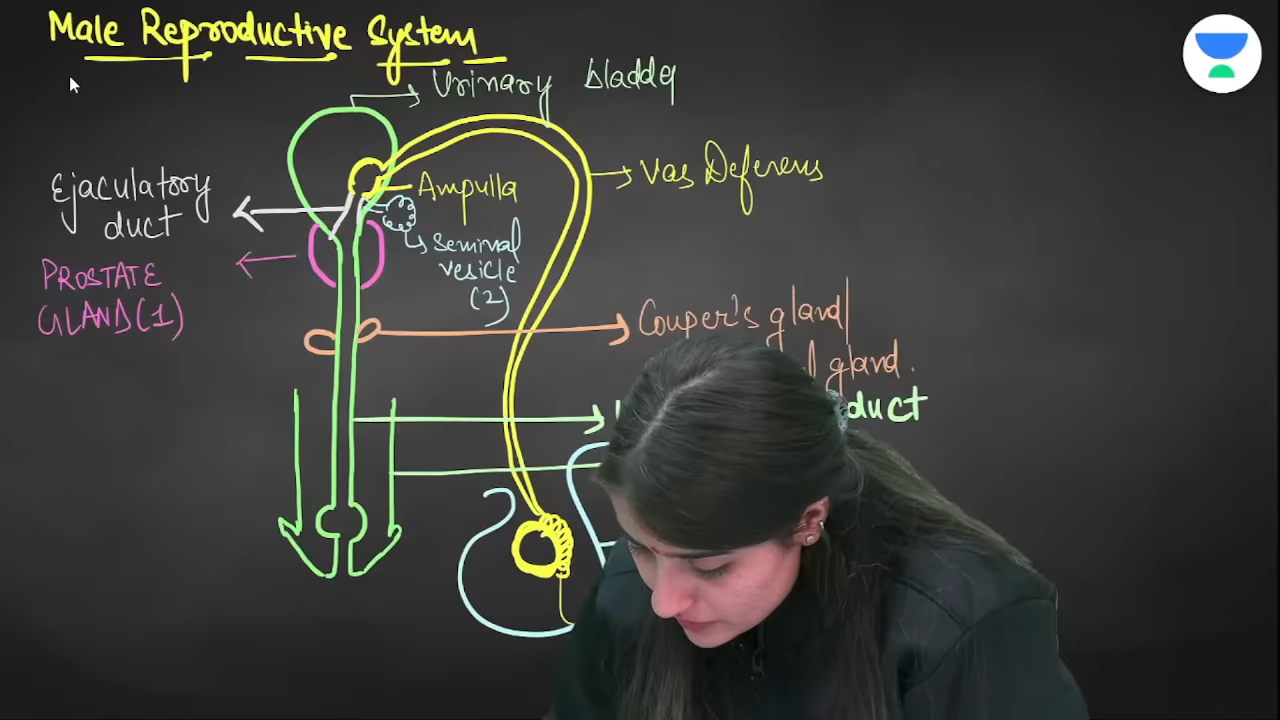 Male Reproductive System
Urinary bladder
Vas Deferens
Ejaculatory
duct
Ampulla
Seminal
vesicle
(2)
PROSTATE
GLAND(1)
Couper's gland/
gland.
duct